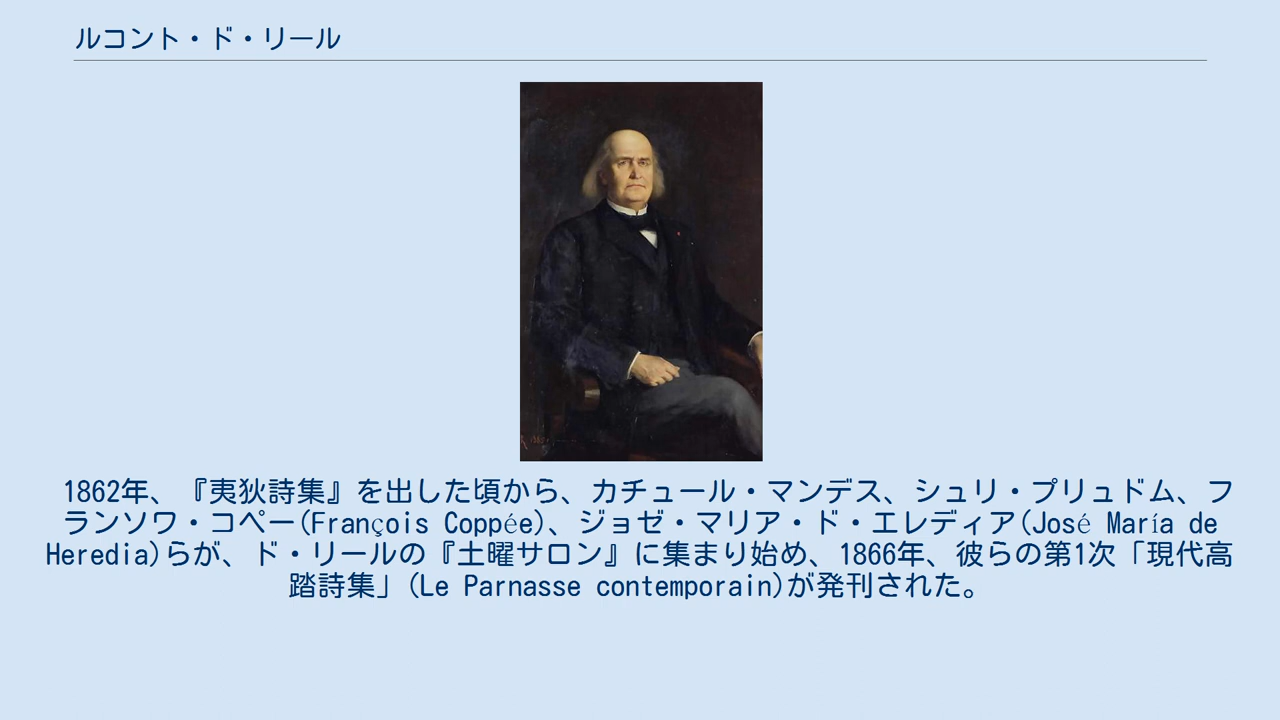 ルコント・ド・リール
1862年、『夷狄詩集』を出した頃から、カチュール・マンデス、シュリ・プリュドム、フ
ランソワ・コペー(François Coppée)、ジョゼ・マリア・ド・エレディア(José María de
Heredia)らが、ド・リールの『土曜サロン』に集まり始め、1866年、彼らの第1次「現代高
踏詩集」(Le Parnasse contemporain)が発刊された。